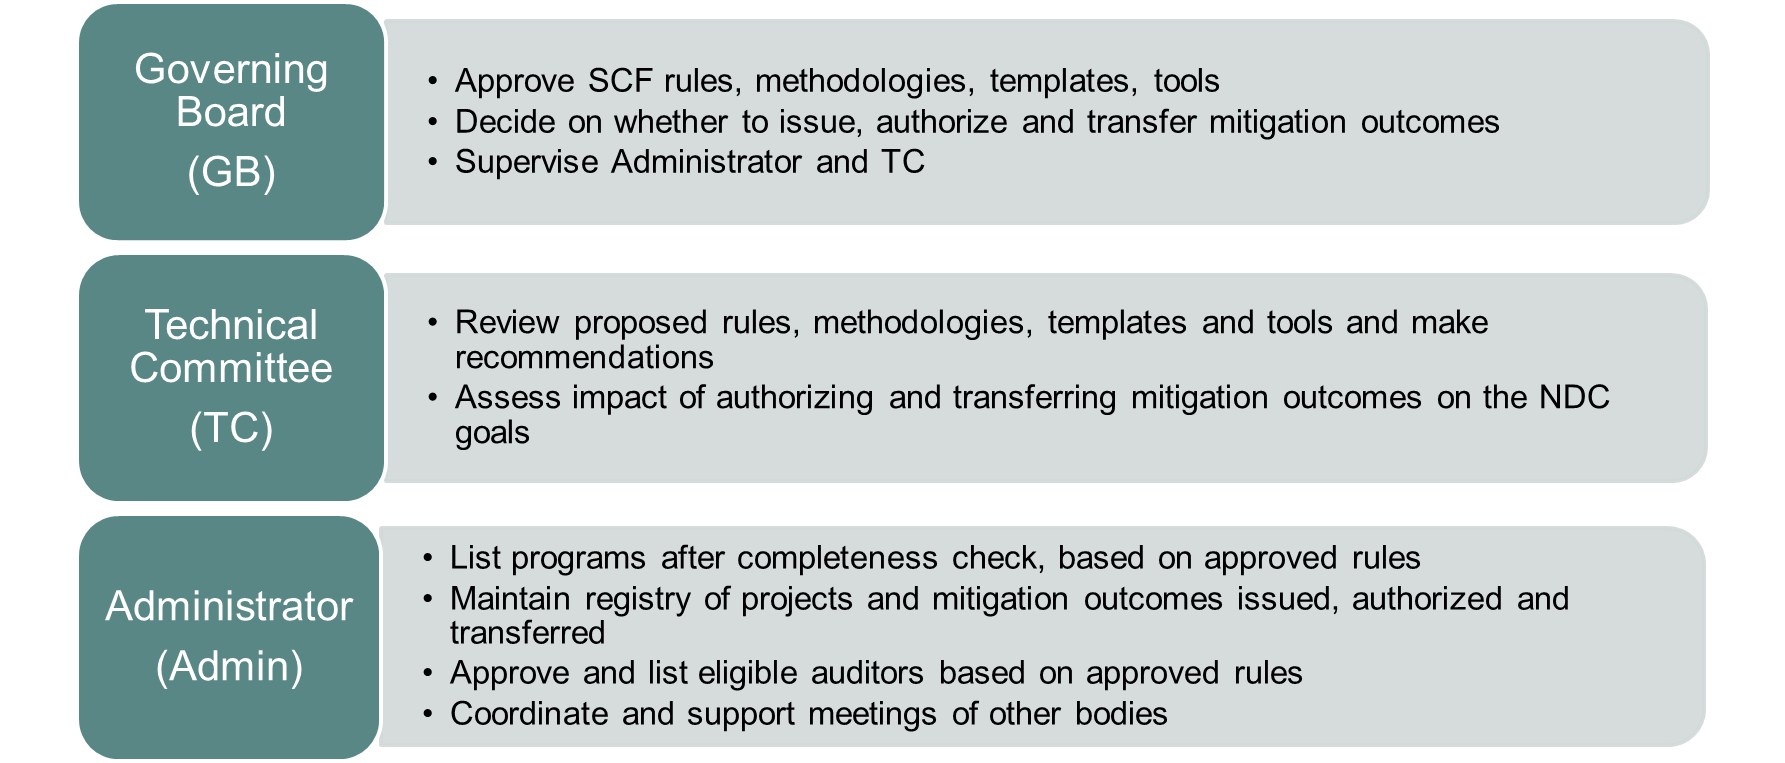 Governing
Board
(GB)
• Approve SCF rules, methodologies, templates, tools
• Decide on whether to issue, authorize and transfer mitigation outcomes
• Supervise Administrator and TC
Technical
Committee
(TC)
• Review proposed rules, methodologies, templates and tools and make
recommendations
• Assess impact of authorizing and transferring mitigation outcomes on the NDC
goals
Administrator
(Admin)
• List programs after completeness check, based on approved rules
• Maintain registry of projects and mitigation outcomes issued, authorized and
transferred
• Approve and list eligible auditors based on approved rules
• Coordinate and support meetings of other bodies